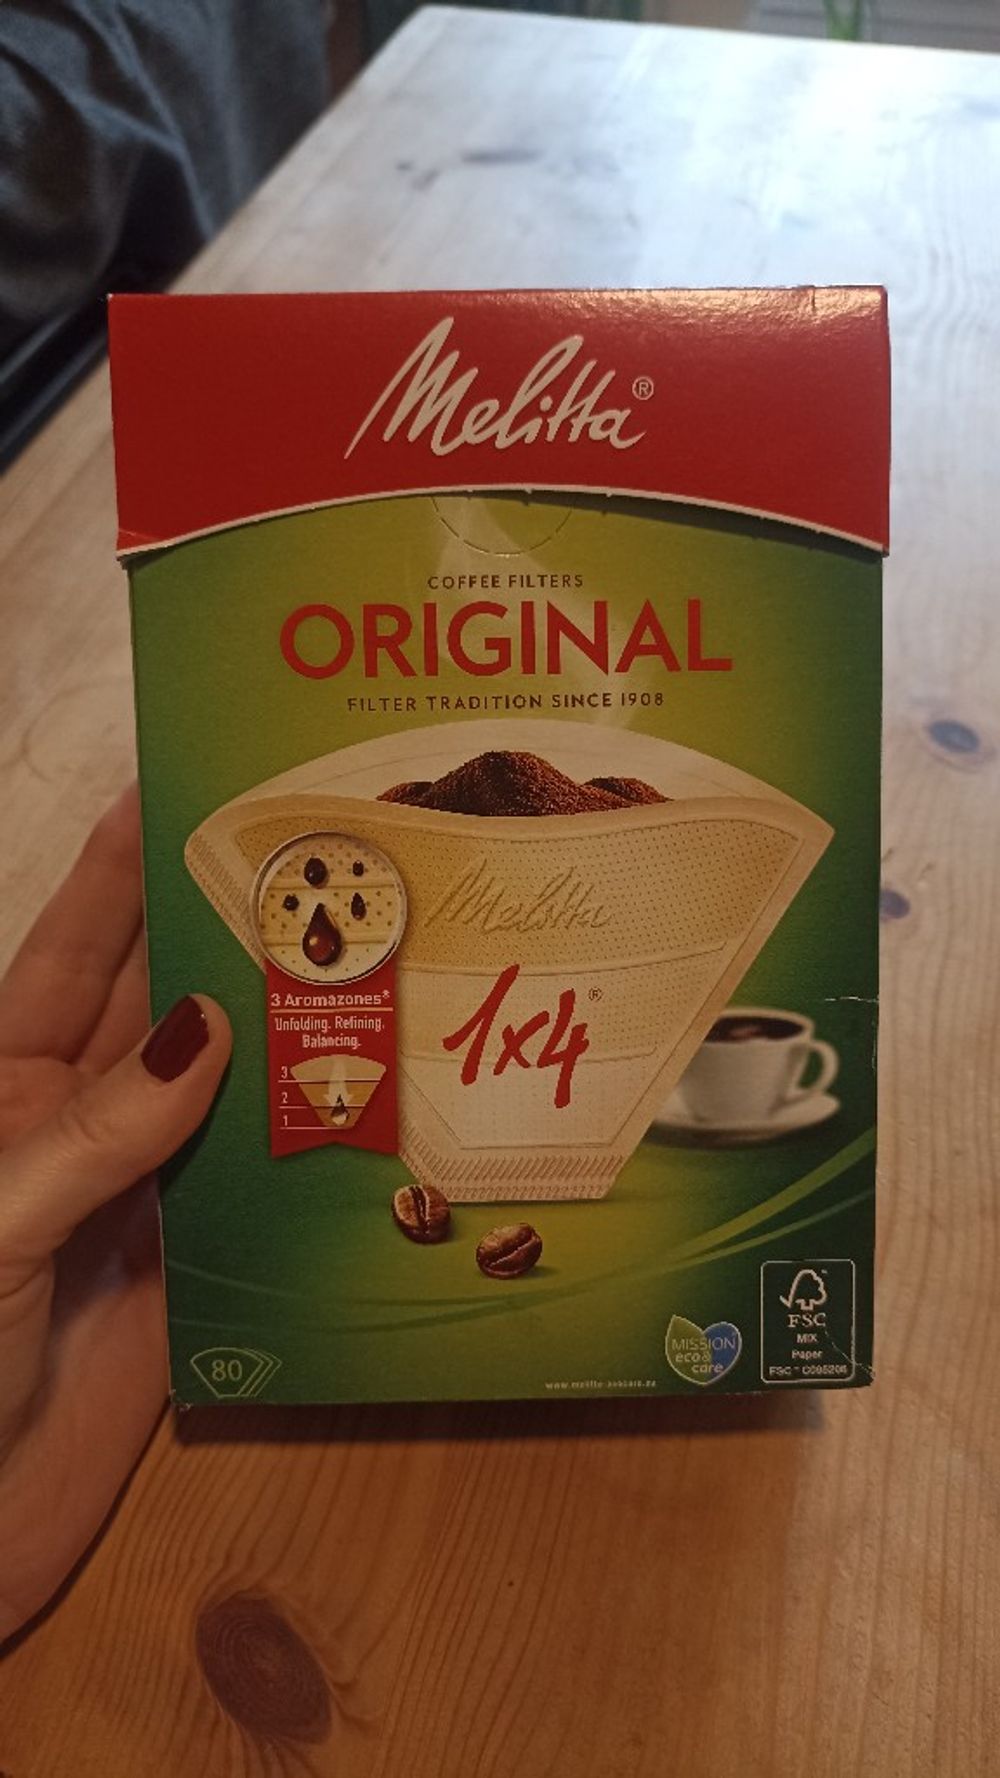 Melitta®
COFFEE FILTERS
ORIGINAL
FILTER TRADITION SINCE 1908
Melitta
1x4®
3 Aromazones®
Unfolding. Refining.
Balancing.
3
2
1
80
MISSION
eco&
care
FSC
MIX
Paper